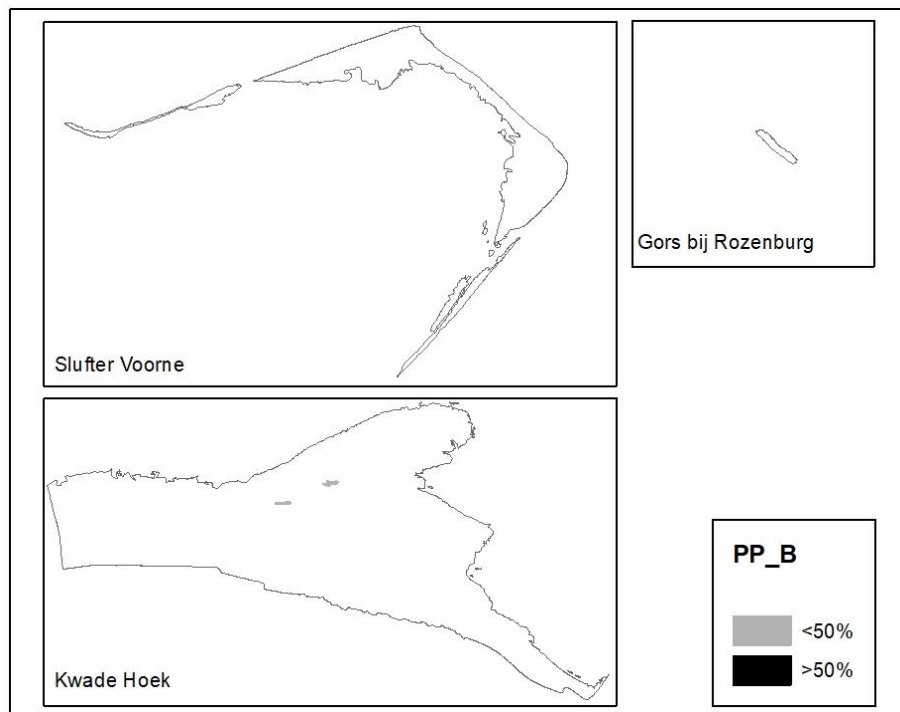 Slufter Voorne
Gors bij Rozenburg
Kwade Hoek
PP_B
<50%
>50%